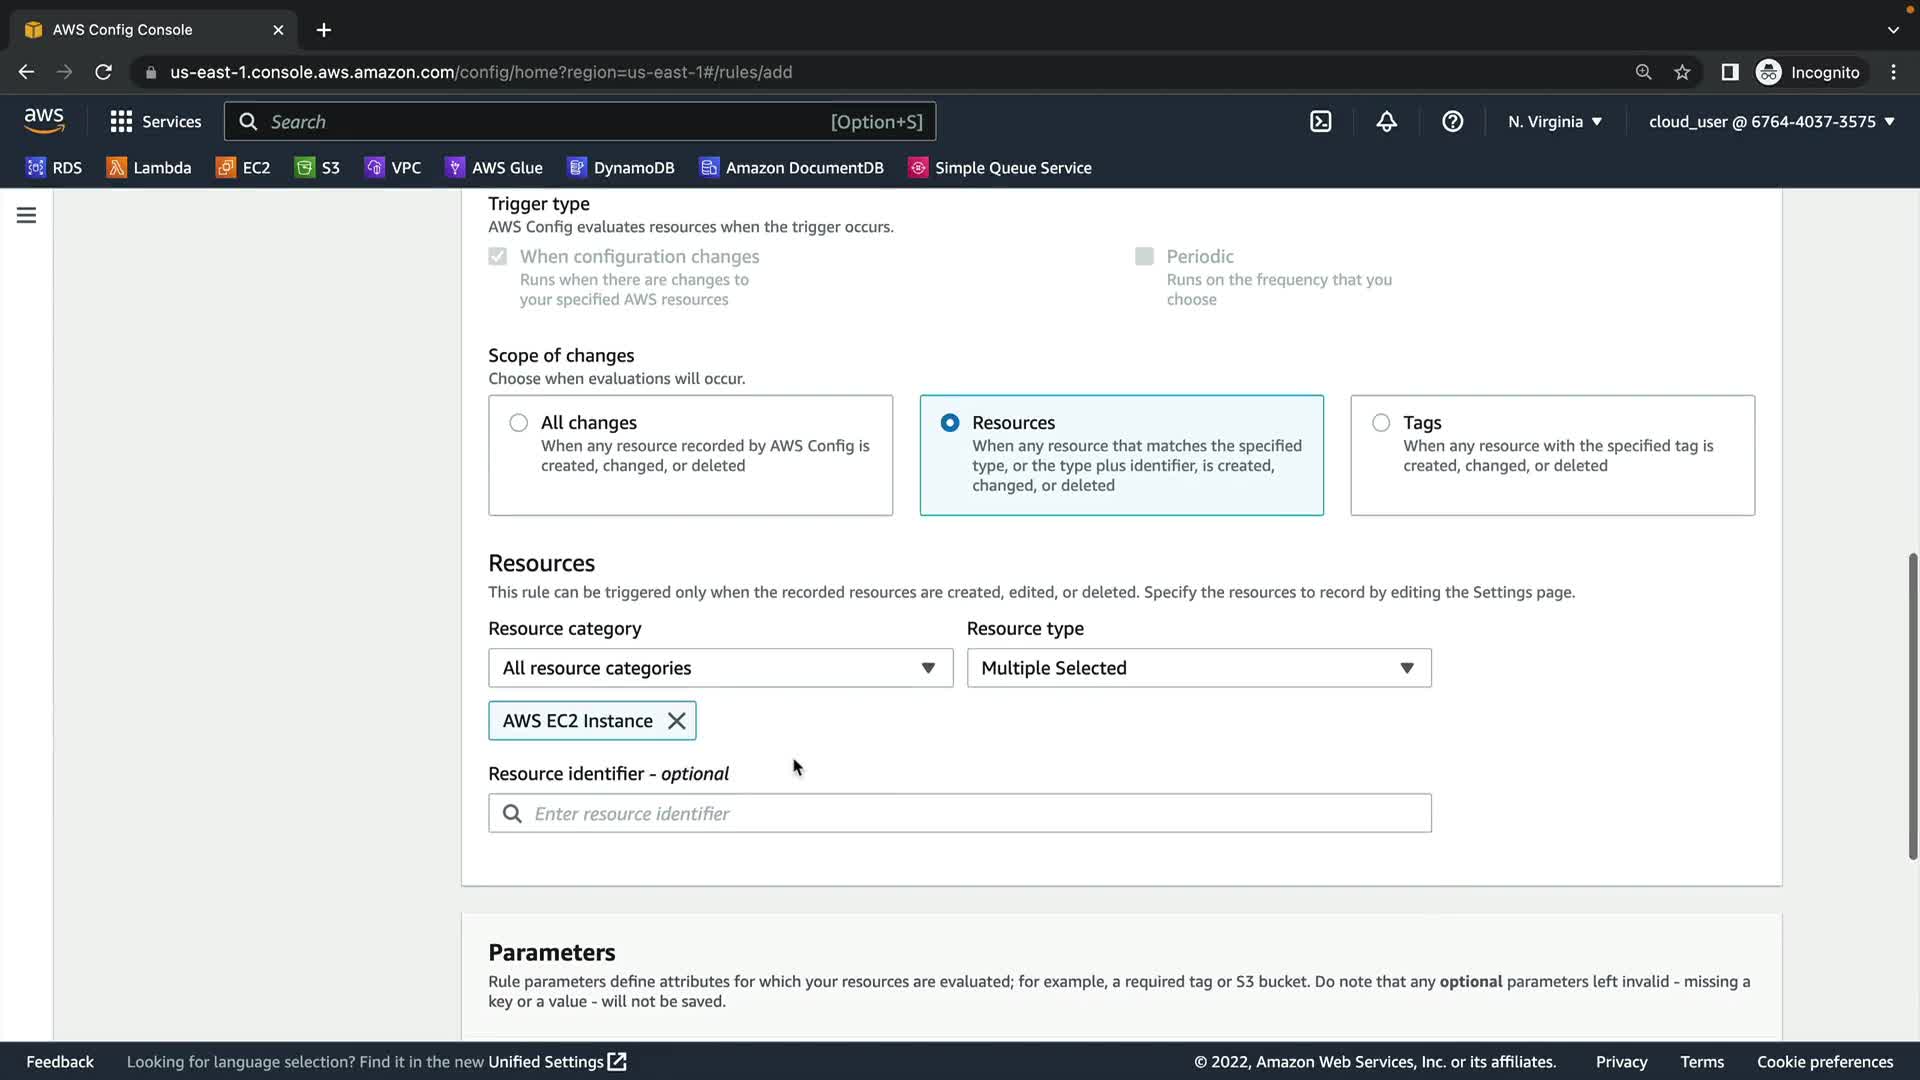 AWS Config Console
us-east-1.console.aws.amazon.com/config/home?region=us-east-1#/rules/add
Incognito
aws
Services
Search
[Option+S]
N. Virginia
cloud_user @ 6764-4037-3575
RDS
Lambda
EC2
S3
VPC
AWS Glue
DynamoDB
Amazon DocumentDB
Simple Queue Service
Trigger type
AWS Config evaluates resources when the trigger occurs.
When configuration changes
Runs when there are changes to
your specified AWS resources
Periodic
Runs on the frequency that you
choose
Scope of changes
Choose when evaluations will occur.
All changes
When any resource recorded by AWS Config is
created, changed, or deleted
Resources
When any resource that matches the specified
type, or the type plus identifier, is created,
changed, or deleted
Tags
When any resource with the specified tag is
created, changed, or deleted
Resources
This rule can be triggered only when the recorded resources are created, edited, or deleted. Specify the resources to record by editing the Settings page.
Resource category
Resource type
All resource categories
Multiple Selected
AWS EC2 Instance
Resource identifier - optional
Enter resource identifier
Parameters
Rule parameters define attributes for which your resources are evaluated; for example, a required tag or S3 bucket. Do note that any optional parameters left invalid - missing a
key or a value - will not be saved.
Feedback
Looking for language selection? Find it in the new Unified Settings
© 2022, Amazon Web Services, Inc. or its affiliates.
Privacy
Terms
Cookie preferences